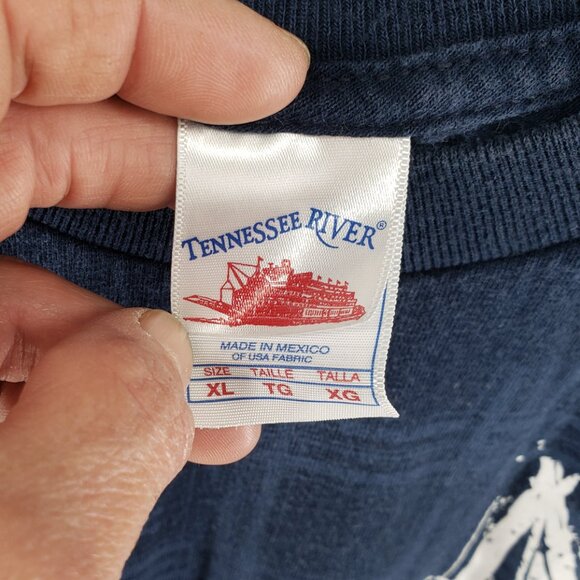 TENNESSEE RIVER®
MADE IN MEXICO
OF USA FABRIC
SIZE TAILLE TALLA
XL TG XG